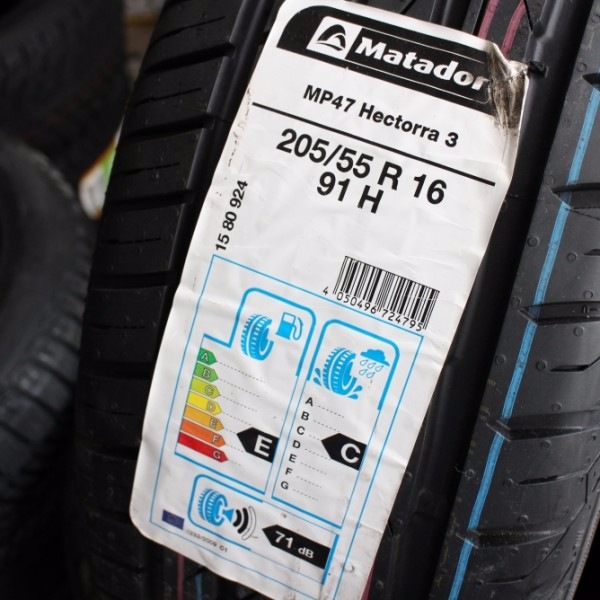 Matador
MP47 Hectorra 3
205/55 R 16
91 H
15 80 924
4 050496 724795
A
B
C
D
E
F
G
E
A
B
C
D
E
F
G
C
71 dB